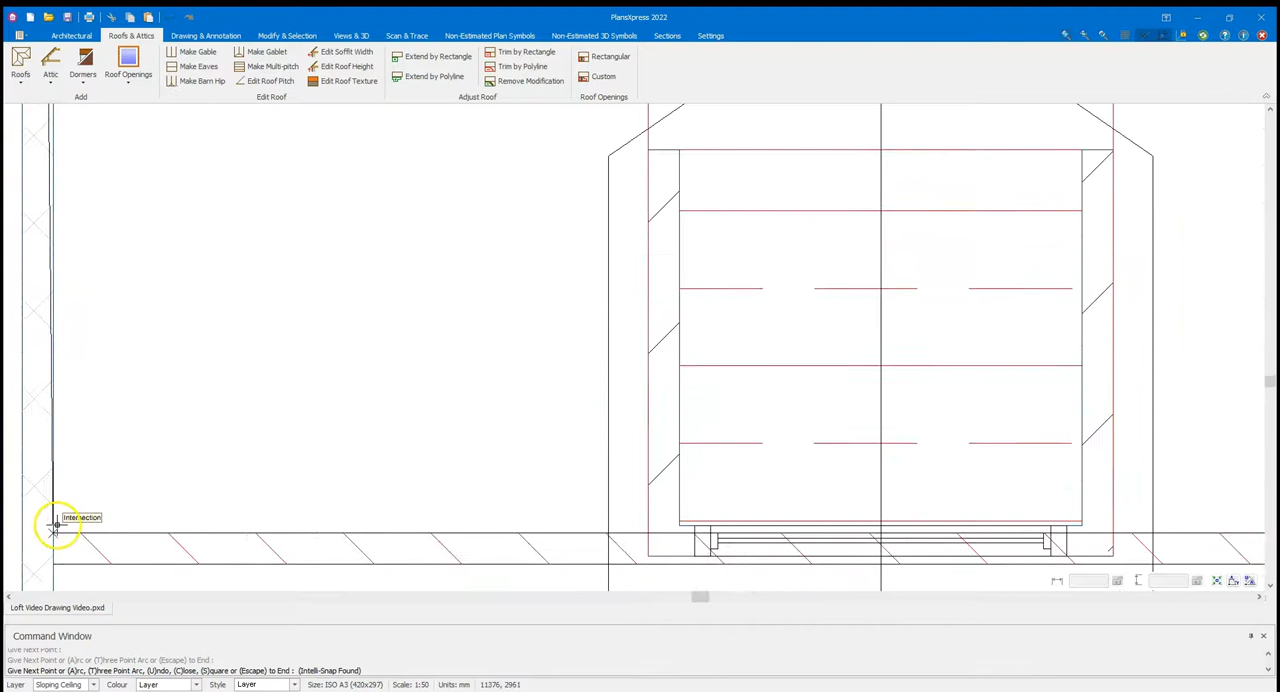 PlansXpress 2022
Architectural Roofs & Attics Drawing & Annotation Modify & Selection Views & 3D Scan & Trace Non-Estimated Plan Symbols Non-Estimated 3D Symbols Sections Settings
Roofs Attic Dormers Roof Openings
Make Gable Make Gablet Edit Soffit Width
Make Eaves Make Multi-pitch Edit Roof Height
Make Barn Hip Edit Roof Pitch Edit Roof Texture
Extend by Rectangle
Extend by Polyline
Trim by Rectangle
Trim by Polyline
Remove Modification
Rectangular
Custom
Add Edit Roof Adjust Roof Roof Openings
Intersection
Loft Video Drawing Video.pxd
Command Window
Give Next Point :
Give Next Point or (A)rc or (T)hree Point Arc or (Escape) to End :
Give Next Point or (A)rc, (T)hree Point Arc, (U)ndo, (C)lose, (S)quare or (Escape) to End : (Intelli-Snap Found)
Layer Sloping Ceiling Colour Layer Style Layer Size: ISO A3 (420x297) Scale: 1:50 Units: mm 11376, 2961